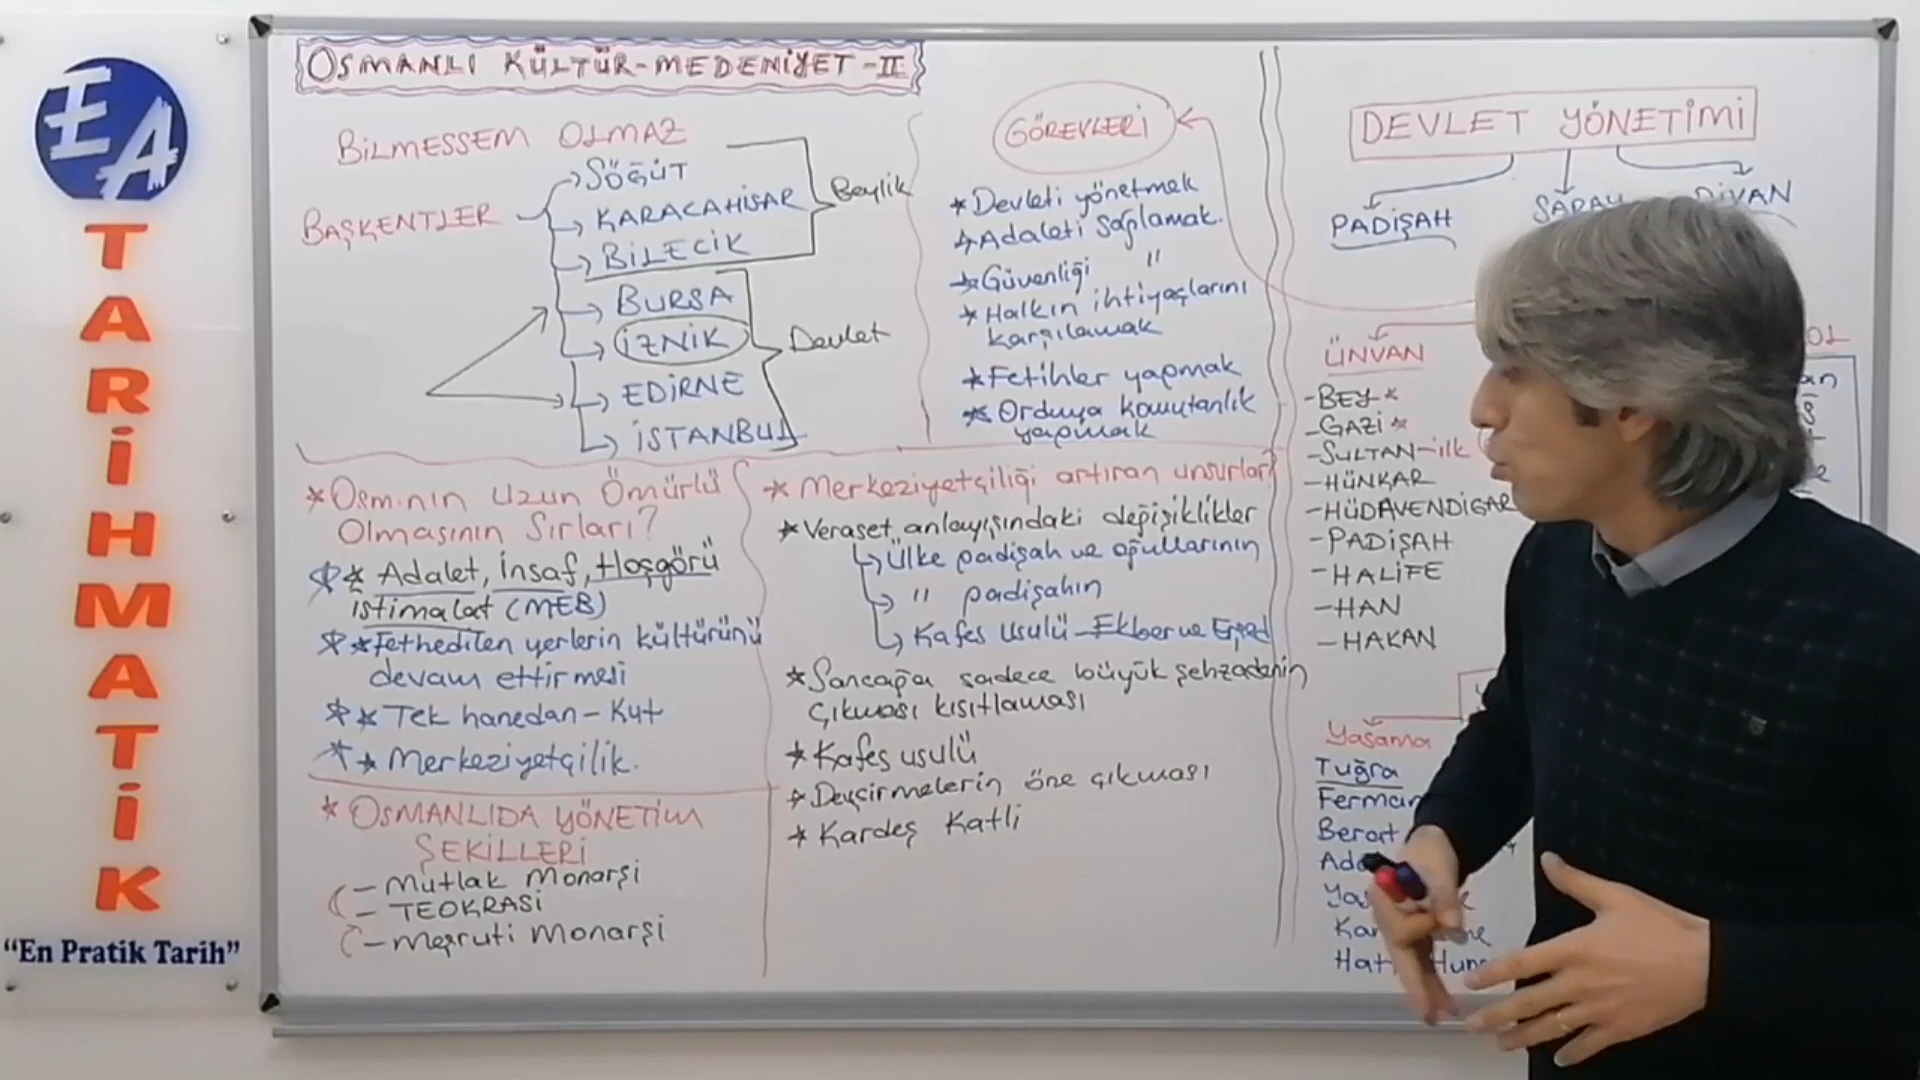 EA
TARİHMATİK
“En Pratik Tarih”
OSMANLI KÜLTÜR-MEDENİYET-II
BİLMESSEM OLMAZ
BAŞKENTLER
SÖĞÜT
KARACAHİSAR
BİLECİK
Beylik
BURSA
İZNİK
EDİRNE
İSTANBUL
Devlet
GÖREVLERİ
* Devleti yönetmek
* Adaleti sağlamak.
* Güvenliği "
* Halkın ihtiyaçlarını
karşılamak
* Fetihler yapmak
* Orduya komutanlık
yapmak
* Osm.nın Uzun Ömürlü
Olmasının Sırları?
* Adalet, İnsaf, Hoşgörü
istimalat (MEB)
* Fethedilen yerlerin kültürünü
devam ettirmesi
* Tek hanedan - Kut
* Merkeziyetçilik.
* OSMANLIDA YÖNETİM
ŞEKİLLERİ
- Mutlak Monarşi
- TEOKRASİ
- Meşruti Monarşi
* Merkeziyetçiliği artıran unsurlar?
* Veraset anlayışındaki değişiklikler
Ülke padişah ve oğullarının
" padişahın
Kafes Usulü - Ekber ve Erşed
* Sancağa sadece büyük şehzadenin
çıkması kısıtlaması
* Kafes usulü
* Devşirmelerin öne çıkması
* Kardeş Katli
DEVLET YÖNETİMİ
PADİŞAH
SARAY
DİVAN
ÜNVAN
- BEY *
- GAZİ *
- SULTAN - ilk
- HÜNKAR
- HÜDAVENDİGAR
- PADİŞAH
- HALİFE
- HAN
- HAKAN
Yasama
Tuğra
Ferman
Berat